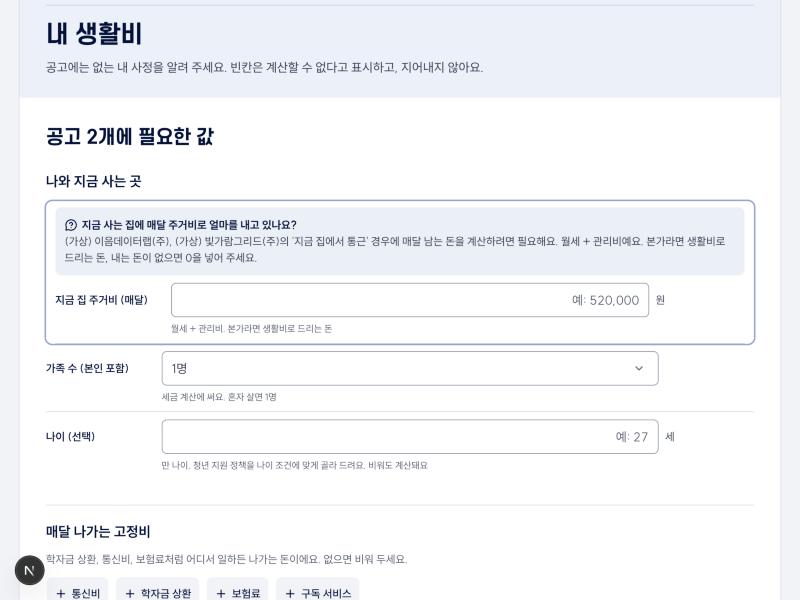 내 생활비
공고에는 없는 내 사정을 알려 주세요. 빈칸은 계산할 수 없다고 표시하고, 지어내지 않아요.
공고 2개에 필요한 값
나와 지금 사는 곳
지금 사는 집에 매달 주거비로 얼마를 내고 있나요?
(가상) 이음데이터랩(주), (가상) 빛가람그리드(주)의 ‘지금 집에서 통근’ 경우에 매달 남는 돈을 계산하려면 필요해요. 월세 + 관리비예요. 본가라면 생활비로
드리는 돈, 내는 돈이 없으면 0을 넣어 주세요.
지금 집 주거비 (매달)
예: 520,000 원
월세 + 관리비. 본가라면 생활비로 드리는 돈
가족 수 (본인 포함)
1명
세금 계산에 써요. 혼자 살면 1명
나이 (선택)
예: 27 세
만 나이. 청년 지원 정책을 나이 조건에 맞게 골라 드려요. 비워도 계산돼요
매달 나가는 고정비
학자금 상환, 통신비, 보험료처럼 어디서 일하든 나가는 돈이에요. 없으면 비워 두세요.
N
+ 통신비 + 학자금 상환 + 보험료 + 구독 서비스